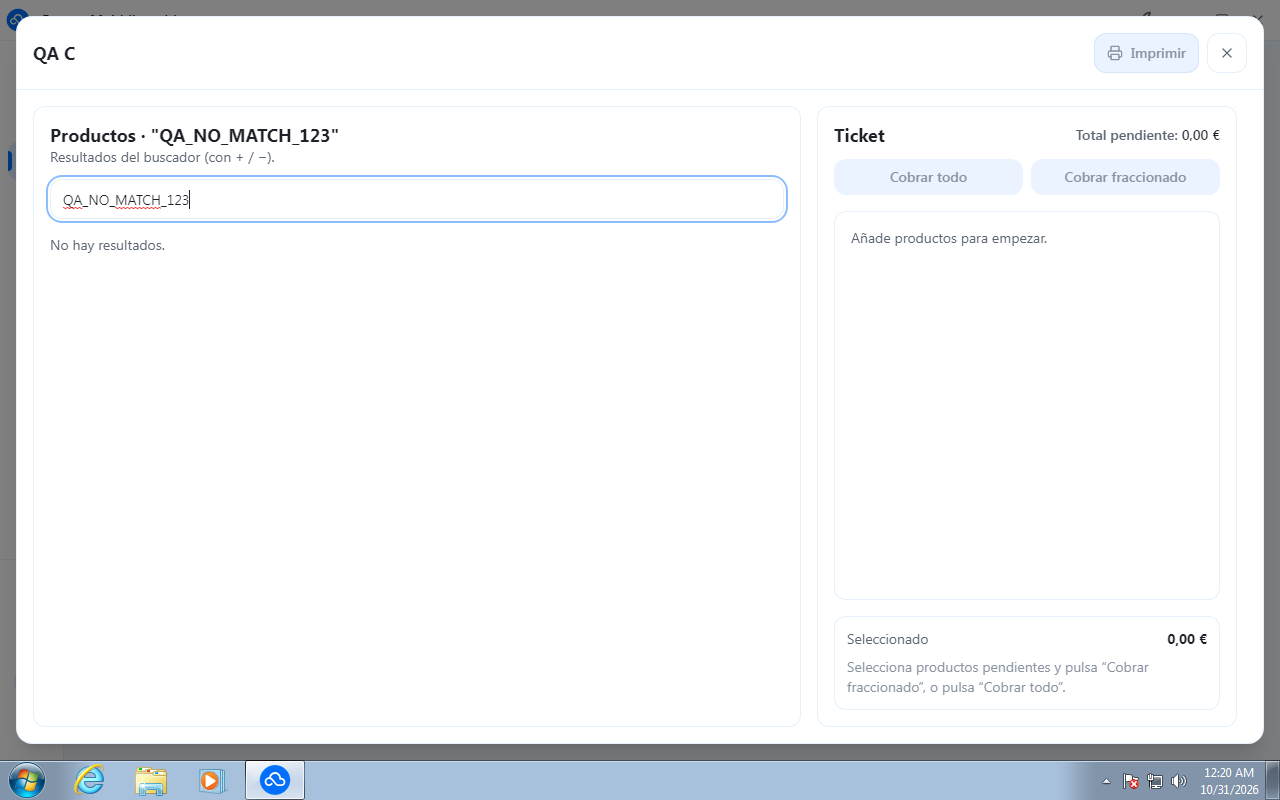 QA C
Imprimir
Productos · "QA_NO_MATCH_123"
Resultados del buscador (con + / −).
QA_NO_MATCH_123
No hay resultados.
Ticket
Total pendiente: 0,00 €
Cobrar todo
Cobrar fraccionado
Añade productos para empezar.
Seleccionado
0,00 €
Selecciona productos pendientes y pulsa “Cobrar
fraccionado”, o pulsa “Cobrar todo”.
12:20 AM
10/31/2026